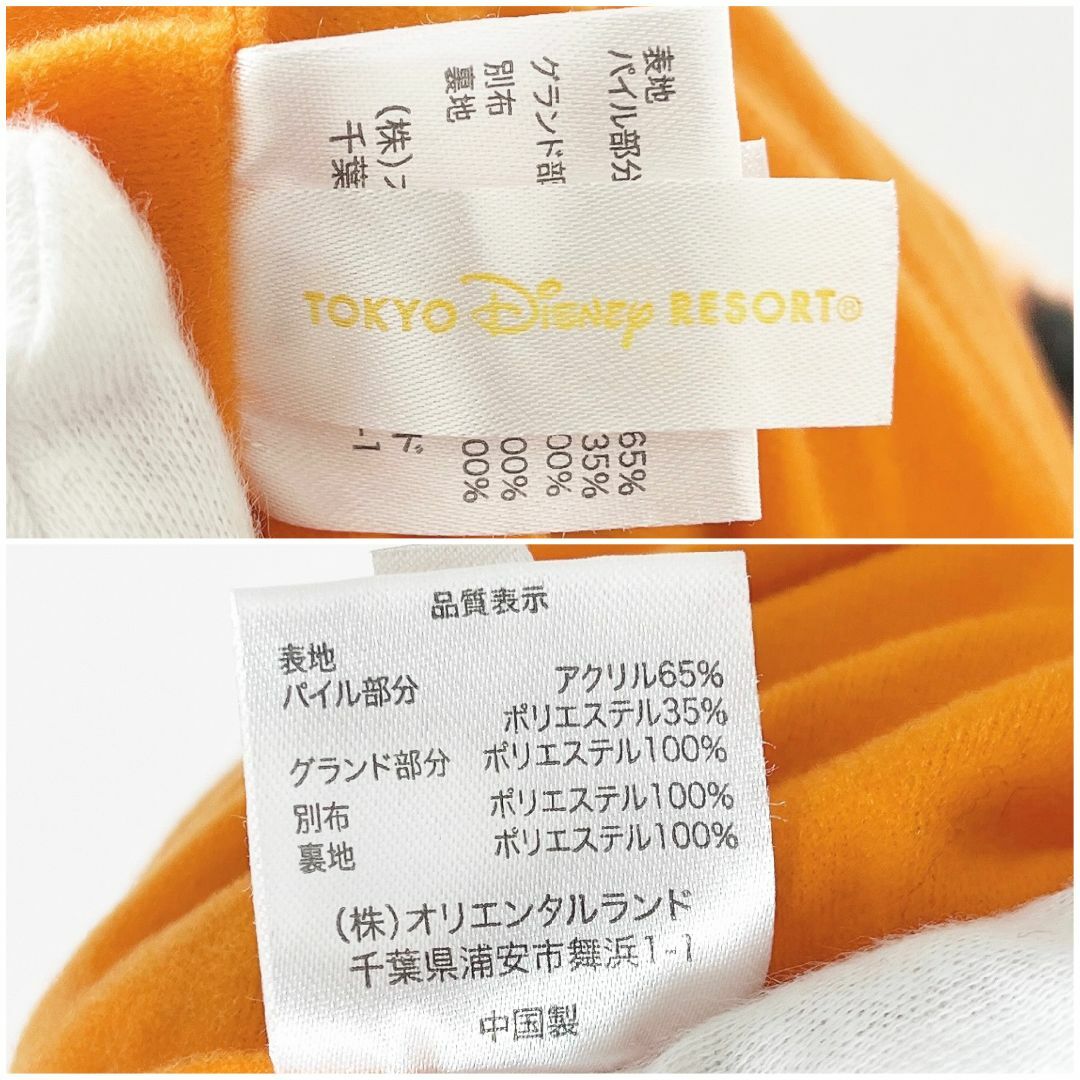 表地
パイル部分
グランド部
別布
裏地
(株)
千葉
TOKYO Disney RESORT®
65%
35%
00%
00%
00%
ド
-1
品質表示
表地
パイル部分 アクリル65%
ポリエステル35%
グランド部分 ポリエステル100%
別布 ポリエステル100%
裏地 ポリエステル100%
(株)オリエンタルランド
千葉県浦安市舞浜1-1
中国製